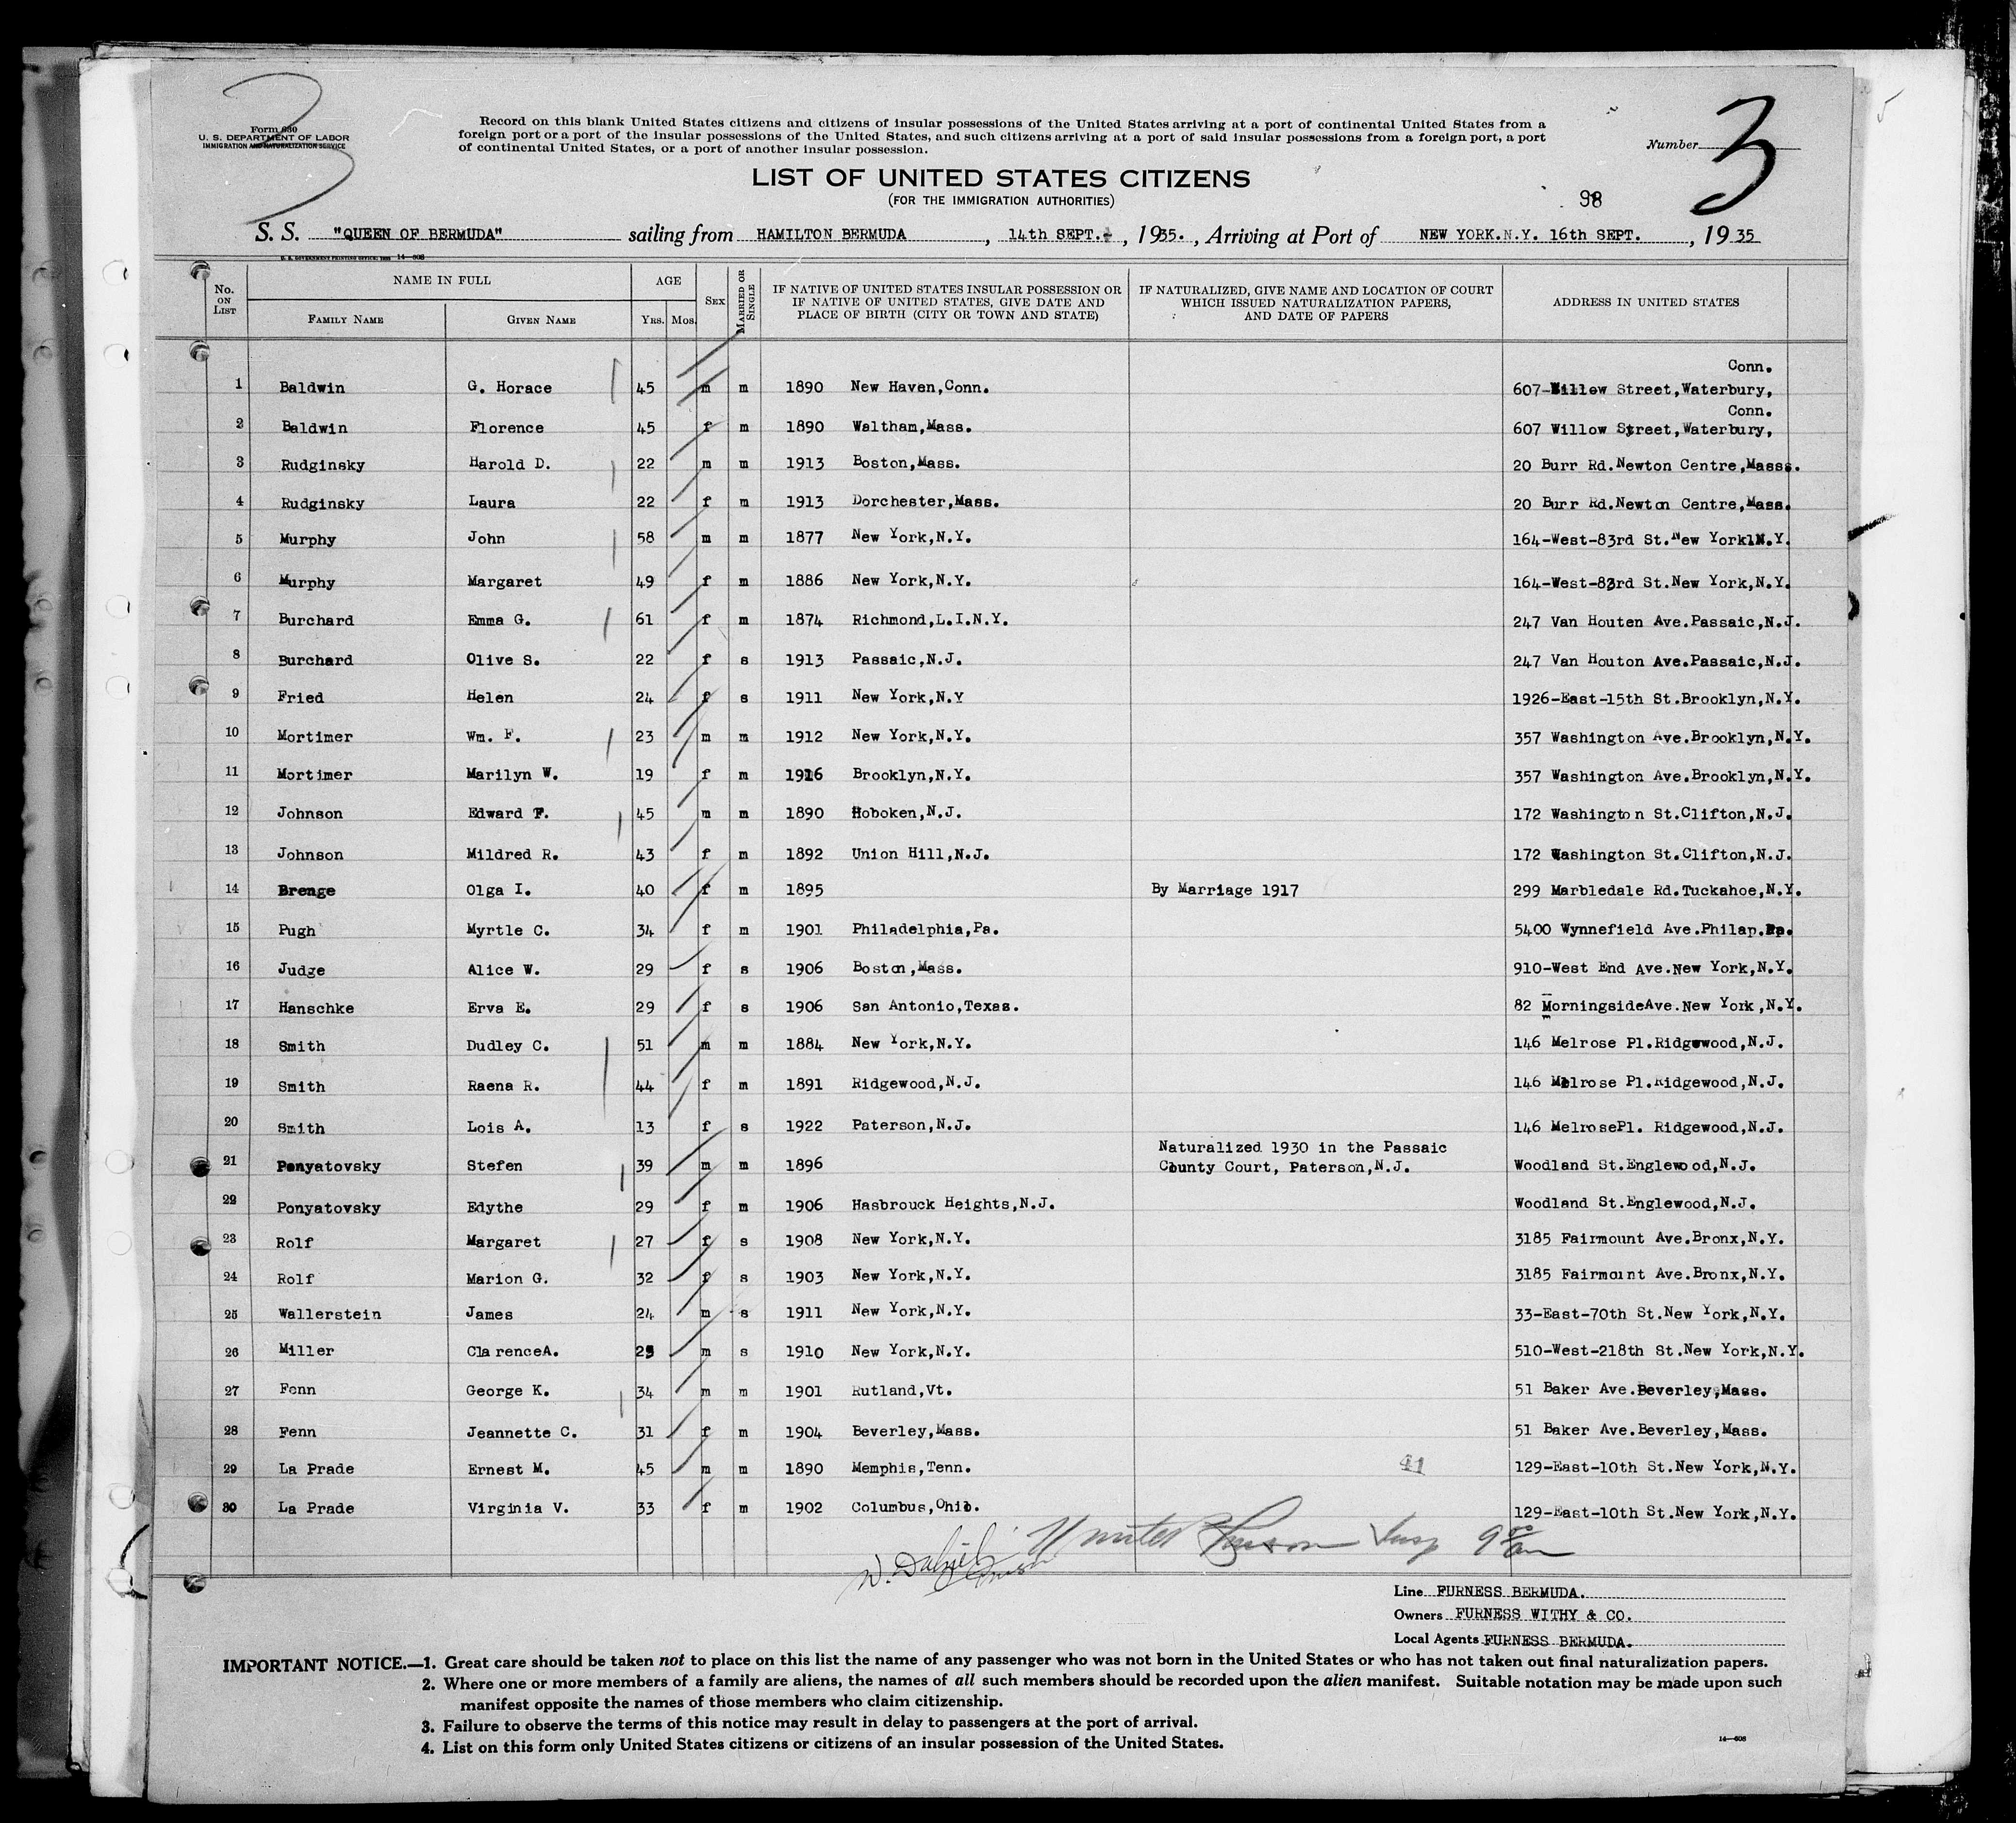 3
Form 630
U. S. DEPARTMENT OF LABOR
IMMIGRATION AND NATURALIZATION SERVICE
Record on this blank United States citizens and citizens of insular possessions of the United States arriving at a port of continental United States from a
foreign port or a port of the insular possessions of the United States, and such citizens arriving at a port of said insular possessions from a foreign port, a port
of continental United States, or a port of another insular possession.
Number 3
5
LIST OF UNITED STATES CITIZENS
(FOR THE IMMIGRATION AUTHORITIES)
98
S. S. "QUEEN OF BERMUDA" sailing from HAMILTON BERMUDA, 14th SEPT., 1935., Arriving at Port of NEW YORK.N.Y. 16th SEPT., 1935
U. S. GOVERNMENT PRINTING OFFICE: 14—608
No. ON LIST NAME IN FULL AGE SEX MARRIED OR SINGLE IF NATIVE OF UNITED STATES INSULAR POSSESSION OR IF NATIVE OF UNITED STATES, GIVE DATE AND PLACE OF BIRTH (CITY OR TOWN AND STATE) IF NATURALIZED, GIVE NAME AND LOCATION OF COURT WHICH ISSUED NATURALIZATION PAPERS, AND DATE OF PAPERS ADDRESS IN UNITED STATES
FAMILY NAME GIVEN NAME YRS. MOS.
Conn.
1 Baldwin G. Horace 45 m m 1890 New Haven,Conn. 607-Willow Street,Waterbury,
Conn.
2 Baldwin Florence 45 f m 1890 Waltham,Mass. 607 Willow Street,Waterbury,
3 Rudginsky Harold D. 22 m m 1913 Boston,Mass. 20 Burr Rd.Newton Centre,Masss.
4 Rudginsky Laura 22 f m 1913 Dorchester,Mass. 20 Burr Rd.Newton Centre,Mass.
5 Murphy John 58 m m 1877 New York,N.Y. 164-West-83rd St.New York,N.Y.
6 Murphy Margaret 49 f m 1886 New York,N.Y. 164-West-83rd St.New York,N.Y.
7 Burchard Emma G. 61 f m 1874 Richmond,L.I.N.Y. 247 Van Houten Ave.Passaic,N.J.
8 Burchard Olive S. 22 f s 1913 Passaic,N.J. 247 Van Houton Ave.Passaic,N.J.
9 Fried Helen 24 f s 1911 New York,N.Y 1926-East-15th St.Brooklyn,N.Y.
10 Mortimer Wm. F. 23 m m 1912 New York,N.Y. 357 Washington Ave.Brooklyn,N.Y.
11 Mortimer Marilyn W. 19 f m 1916 Brooklyn,N.Y. 357 Washington Ave.Brooklyn,N.Y.
12 Johnson Edward F. 45 m m 1890 Hoboken,N.J. 172 Washington St.Clifton,N.J.
13 Johnson Mildred R. 43 f m 1892 Union Hill,N.J. 172 Washington St.Clifton,N.J.
14 Brenge Olga I. 40 f m 1895 By Marriage 1917 299 Marbledale Rd.Tuckahoe,N.Y.
15 Pugh Myrtle C. 34 f m 1901 Philadelphia,Pa. 5400 Wynnefield Ave.Philap.Pa.
16 Judge Alice W. 29 f s 1906 Boston,Mass. 910-West End Ave.New York,N.Y.
17 Hanschke Erva E. 29 f s 1906 San Antonio,Texas. 82 MorningsideAve.New York,N.Y.
18 Smith Dudley C. 51 m m 1884 New York,N.Y. 146 Melrose Pl.Ridgewood,N.J.
19 Smith Raena R. 44 f m 1891 Ridgewood,N.J. 146 Melrose Pl.Ridgewood,N.J.
20 Smith Lois A. 13 f s 1922 Paterson,N.J. 146 MelrosePl. Ridgewood,N.J.
Naturalized 1930 in the Passaic
21 Ponyatovsky Stefen 39 m m 1896 County Court, Paterson,N.J. Woodland St.Englewood,N.J.
22 Ponyatovsky Edythe 29 f m 1906 Hasbrouck Heights,N.J. Woodland St.Englewood,N.J.
23 Rolf Margaret 27 f s 1908 New York,N.Y. 3185 Fairmount Ave.Bronx,N.Y.
24 Rolf Marion G. 32 f s 1903 New York,N.Y. 3185 Fairmount Ave.Bronx,N.Y.
25 Wallerstein James 24 m s 1911 New York,N.Y. 33-East-70th St.New York,N.Y.
26 Miller ClarenceA. 25 m s 1910 New York,N.Y. 510-West-218th St.New York,N.Y.
27 Fenn George K. 34 m m 1901 Rutland,Vt. 51 Baker Ave.Beverley,Mass.
28 Fenn Jeannette C. 31 f m 1904 Beverley,Mass. 51 Baker Ave.Beverley,Mass.
29 La Prade Ernest M. 45 m m 1890 Memphis,Tenn. 41 129-East-10th St.New York,N.Y.
30 La Prade Virginia V. 33 f m 1902 Columbus,Ohio. 129-East-10th St.New York,N.Y.
Insp 9 am
Line FURNESS BERMUDA.
Owners FURNESS WITHY & CO.
Local Agents FURNESS BERMUDA.
IMPORTANT NOTICE.—1. Great care should be taken not to place on this list the name of any passenger who was not born in the United States or who has not taken out final naturalization papers.
2. Where one or more members of a family are aliens, the names of all such members should be recorded upon the alien manifest. Suitable notation may be made upon such
manifest opposite the names of those members who claim citizenship.
3. Failure to observe the terms of this notice may result in delay to passengers at the port of arrival.
4. List on this form only United States citizens or citizens of an insular possession of the United States.
14—608